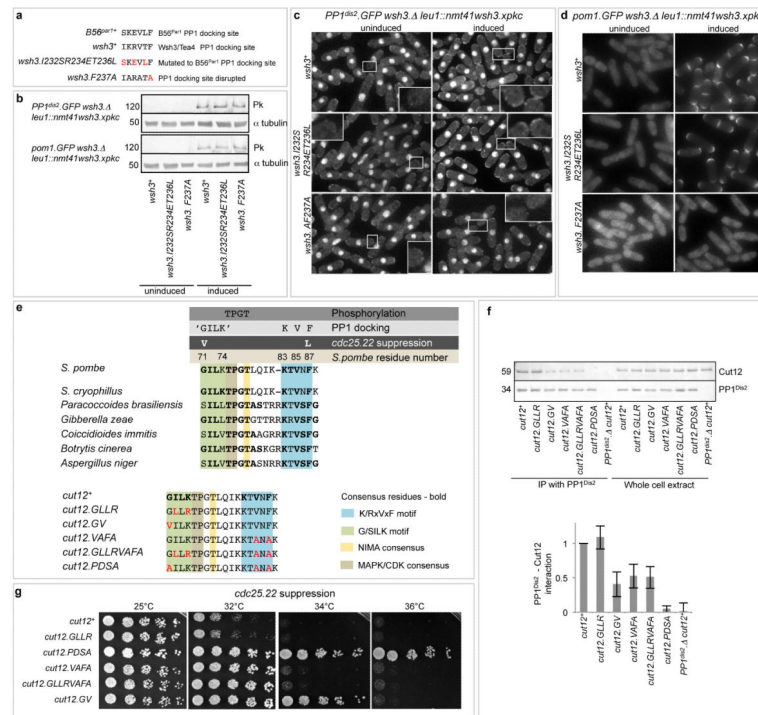 a
B56par1+ SKEVLF B56Par1 PP1 docking site
wsh3+ IKRVTF Wsh3/Tea4 PP1 docking site
wsh3.I232SR234ET236L SKEVLF Mutated to B56Par1 PP1 docking site
wsh3.F237A IARATA PP1 docking site disrupted
b
PP1dis2.GFP wsh3.Δ
leu1::nmt41wsh3.xpkc
120 Pk
50 α tubulin
pom1.GFP wsh3.Δ
leu1::nmt41wsh3.xpkc
120 Pk
50 α tubulin
wsh3+
wsh3.I232SR234ET236L
wsh3. F237A
wsh3+
wsh3.I232SR234ET236L
wsh3. F237A
uninduced induced
c PP1dis2.GFP wsh3.Δ leu1::nmt41wsh3.xpkc
uninduced induced
wsh3+
wsh3.I232S
R234ET236L
wsh3. AF237A
d pom1.GFP wsh3.Δ leu1::nmt41wsh3.xpkc
uninduced induced
wsh3+
wsh3.I232S
R234ET236L
wsh3. F237A
e
TPGT Phosphorylation
'GILK' K V F PP1 docking
V L cdc25.22 suppression
71 74 83 85 87 S.pombe residue number
S. pombe GILKTPGTLQIK-KTVNFK
S. cryophillus SILKTPGTLQIK-KTVNFK
Paracoccoides brasiliensis SILLTPGTASTRRKTVSFG
Gibberella zeae GILLTPGTATTRRKTVSFG
Coiccidioides immitis SILVTPGTAAGRRKTVSFG
Botrytis cinerea SILMTPGTASKGRKTVSFG
Aspergillus niger SILVTPGTASNRRKTVSFG
cut12+ GILKTPGTLQIKKTVNFK
cut12.GLLR GLLRTPGTLQIKKTVNFK
cut12.GV VILKTPGTLQIKKTVNFK
cut12.VAFA GILKTPGTLQIKKTANAK
cut12.GLLRVAFA GLLRTPGTLQIKKTANAK
cut12.PDSA AILKTPGTLQIKKTANAK
Consensus residues - bold
K/RxVxF motif
G/SILK motif
NIMA consensus
MAPK/CDK consensus
f
59 Cut12
34 PP1Dis2
cut12+
cut12.GLLR
cut12.GV
cut12.VAFA
cut12.GLLRVAFA
cut12.PDSA
PP1dis2.Δ cut12+
cut12+
cut12.GLLR
cut12.GV
cut12.VAFA
cut12.GLLRVAFA
cut12.PDSA
PP1dis2.Δ cut12+
IP with PP1Dis2 Whole cell extract
PP1Dis2 - Cut12
interaction
1
0.5
0
cut12+
cut12.GLLR
cut12.GV
cut12.VAFA
cut12.GLLRVAFA
cut12.PDSA
PP1dis2.Δ cut12+
g cdc25.22 suppression
25°C 32°C 34°C 36°C
cut12+
cut12.GLLR
cut12.PDSA
cut12.VAFA
cut12.GLLRVAFA
cut12.GV